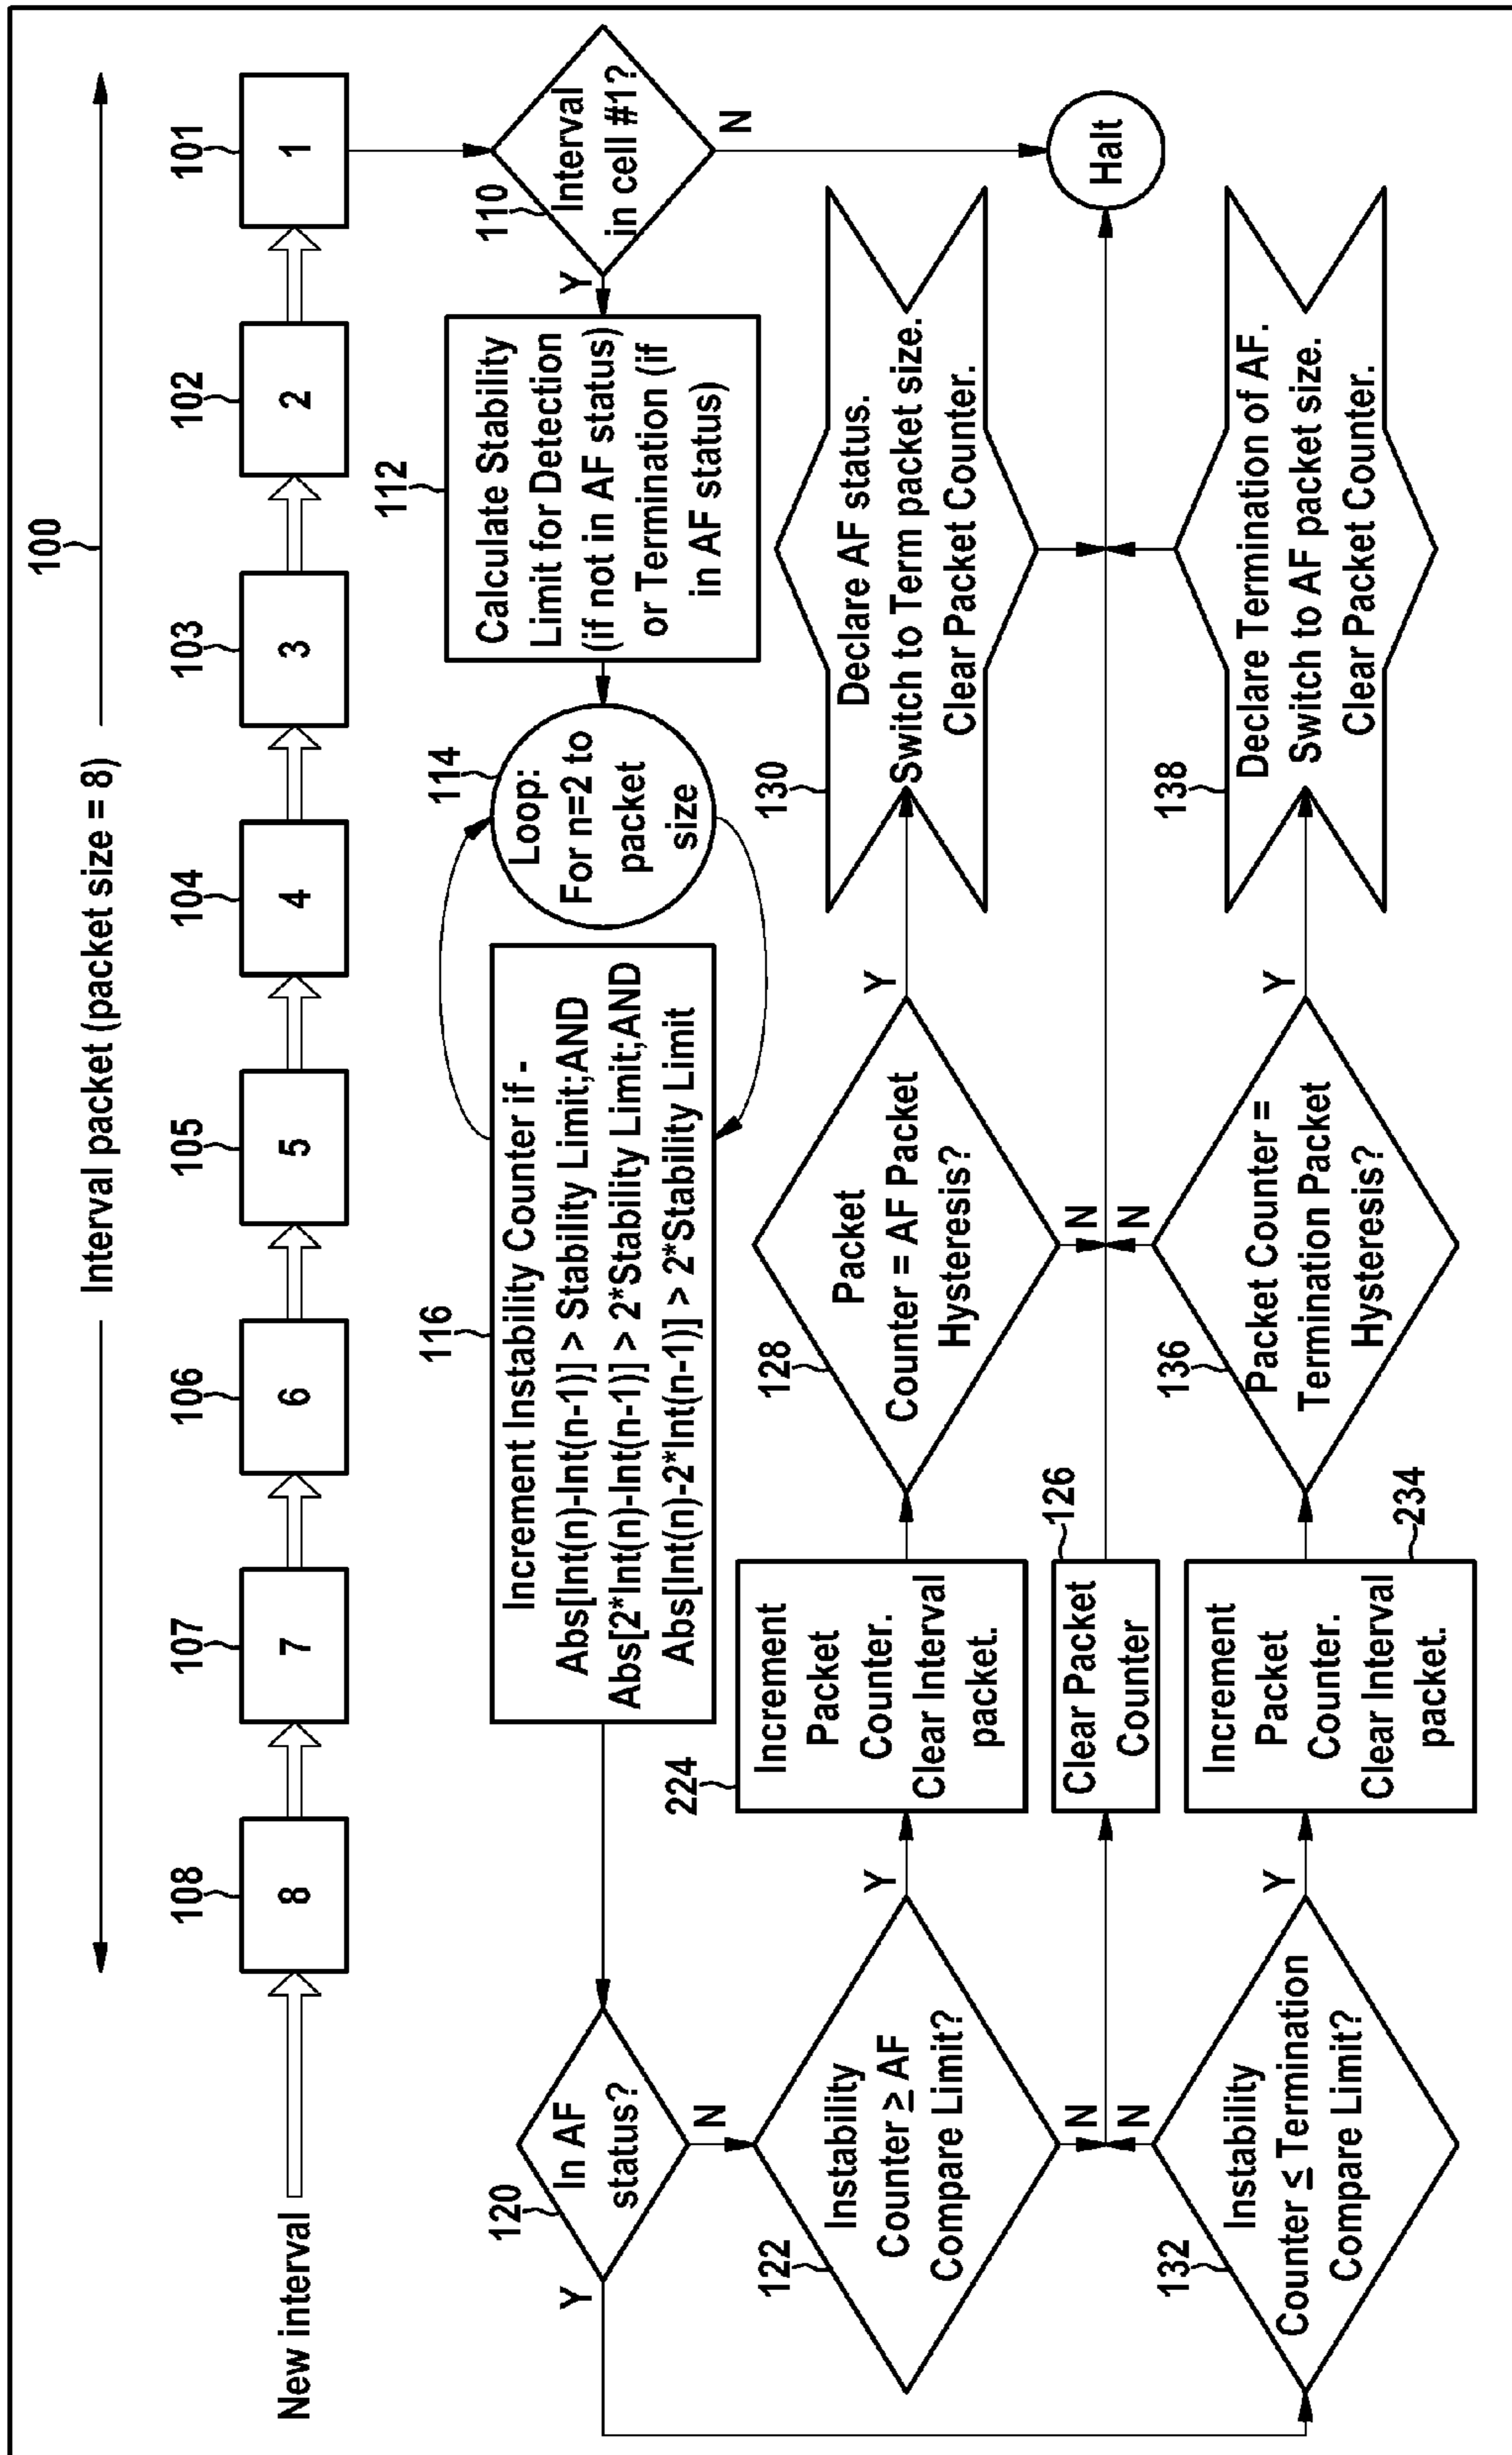 Interval packet (packet size = 8)
100
New interval
108
8
107
7
106
6
105
5
104
4
103
3
102
2
101
1
110
Interval
in cell #1?
Y
N
112
Calculate Stability
Limit for Detection
(if not in AF status)
or Termination (if
in AF status)
114
Loop:
For n=2 to
packet
size
116
Increment Instability Counter if -
Abs[Int(n)-Int(n-1)] > Stability Limit;AND
Abs[2*Int(n)-Int(n-1)] > 2*Stability Limit;AND
Abs[Int(n)-2*Int(n-1)] > 2*Stability Limit
120
In AF
status?
Y
N
122
Instability
Counter ≥ AF
Compare Limit?
Y
N
224
Increment
Packet
Counter.
Clear Interval
packet.
128
Packet
Counter = AF Packet
Hysteresis?
Y
N
130
Declare AF status.
Switch to Term packet size.
Clear Packet Counter.
126
Clear Packet
Counter
Halt
132
Instability
Counter ≤ Termination
Compare Limit?
Y
N
234
Increment
Packet
Counter.
Clear Interval
packet.
136
Packet Counter =
Termination Packet
Hysteresis?
Y
N
138
Declare Termination of AF.
Switch to AF packet size.
Clear Packet Counter.